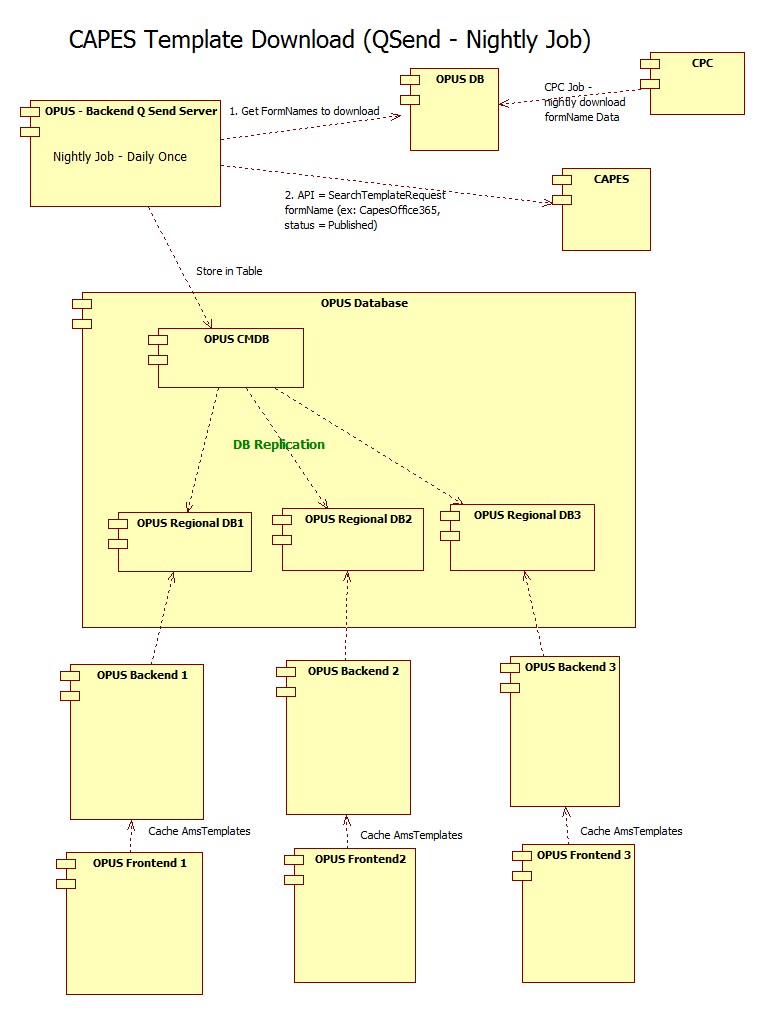 CAPES Template Download (QSend - Nightly Job)
CPC
OPUS DB
CPC Job -
nightly download
formName Data
OPUS - Backend Q Send Server
1. Get FormNames to download
Nightly Job - Daily Once
CAPES
2. API = SearchTemplateRequest
formName (ex: CapesOffice365,
status = Published)
Store in Table
OPUS Database
OPUS CMDB
DB Replication
OPUS Regional DB1
OPUS Regional DB2
OPUS Regional DB3
OPUS Backend 1
OPUS Backend 2
OPUS Backend 3
Cache AmsTemplates
Cache AmsTemplates
Cache AmsTemplates
OPUS Frontend 1
OPUS Frontend2
OPUS Frontend 3